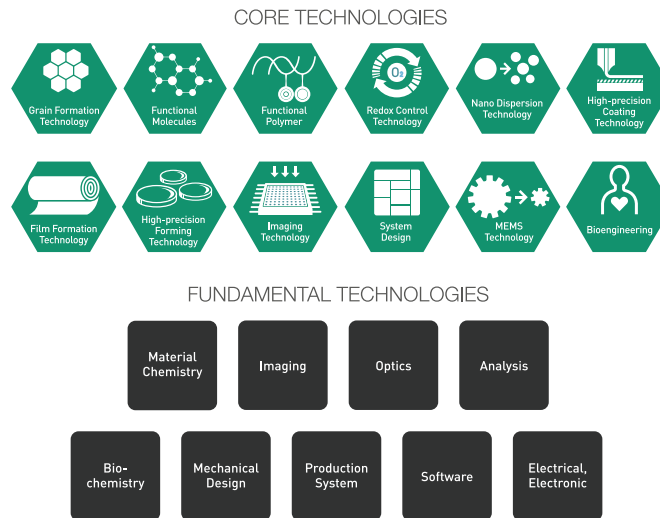 CORE TECHNOLOGIES
Grain Formation
Technology
Functional
Molecules
Functional
Polymer
O₂
Redox Control
Technology
Nano Dispersion
Technology
High-precision
Coating
Technology
Film Formation
Technology
High-precision
Forming
Technology
Imaging
Technology
System
Design
MEMS
Technology
Bioengineering
FUNDAMENTAL TECHNOLOGIES
Material
Chemistry
Imaging
Optics
Analysis
Bio-
chemistry
Mechanical
Design
Production
System
Software
Electrical,
Electronic